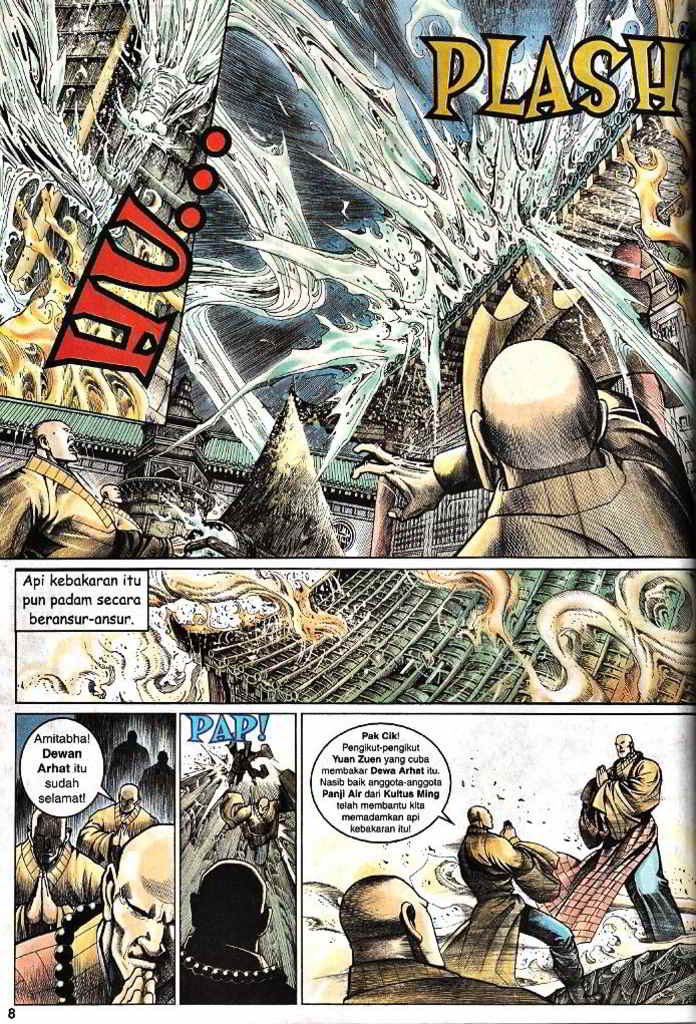 PLASH
HU...
Api kebakaran itu
pun padam secara
beransur-ansur.
Amitabha!
Dewan
Arhat itu
sudah
selamat!
PAP!
Pak Cik!
Pengikut-pengikut
Yuan Zuen yang cuba
membakar Dewa Arhat itu.
Nasib baik anggota-anggota
Panji Air dari Kultus Ming
telah membantu kita
memadamkan api
kebakaran itu!
8